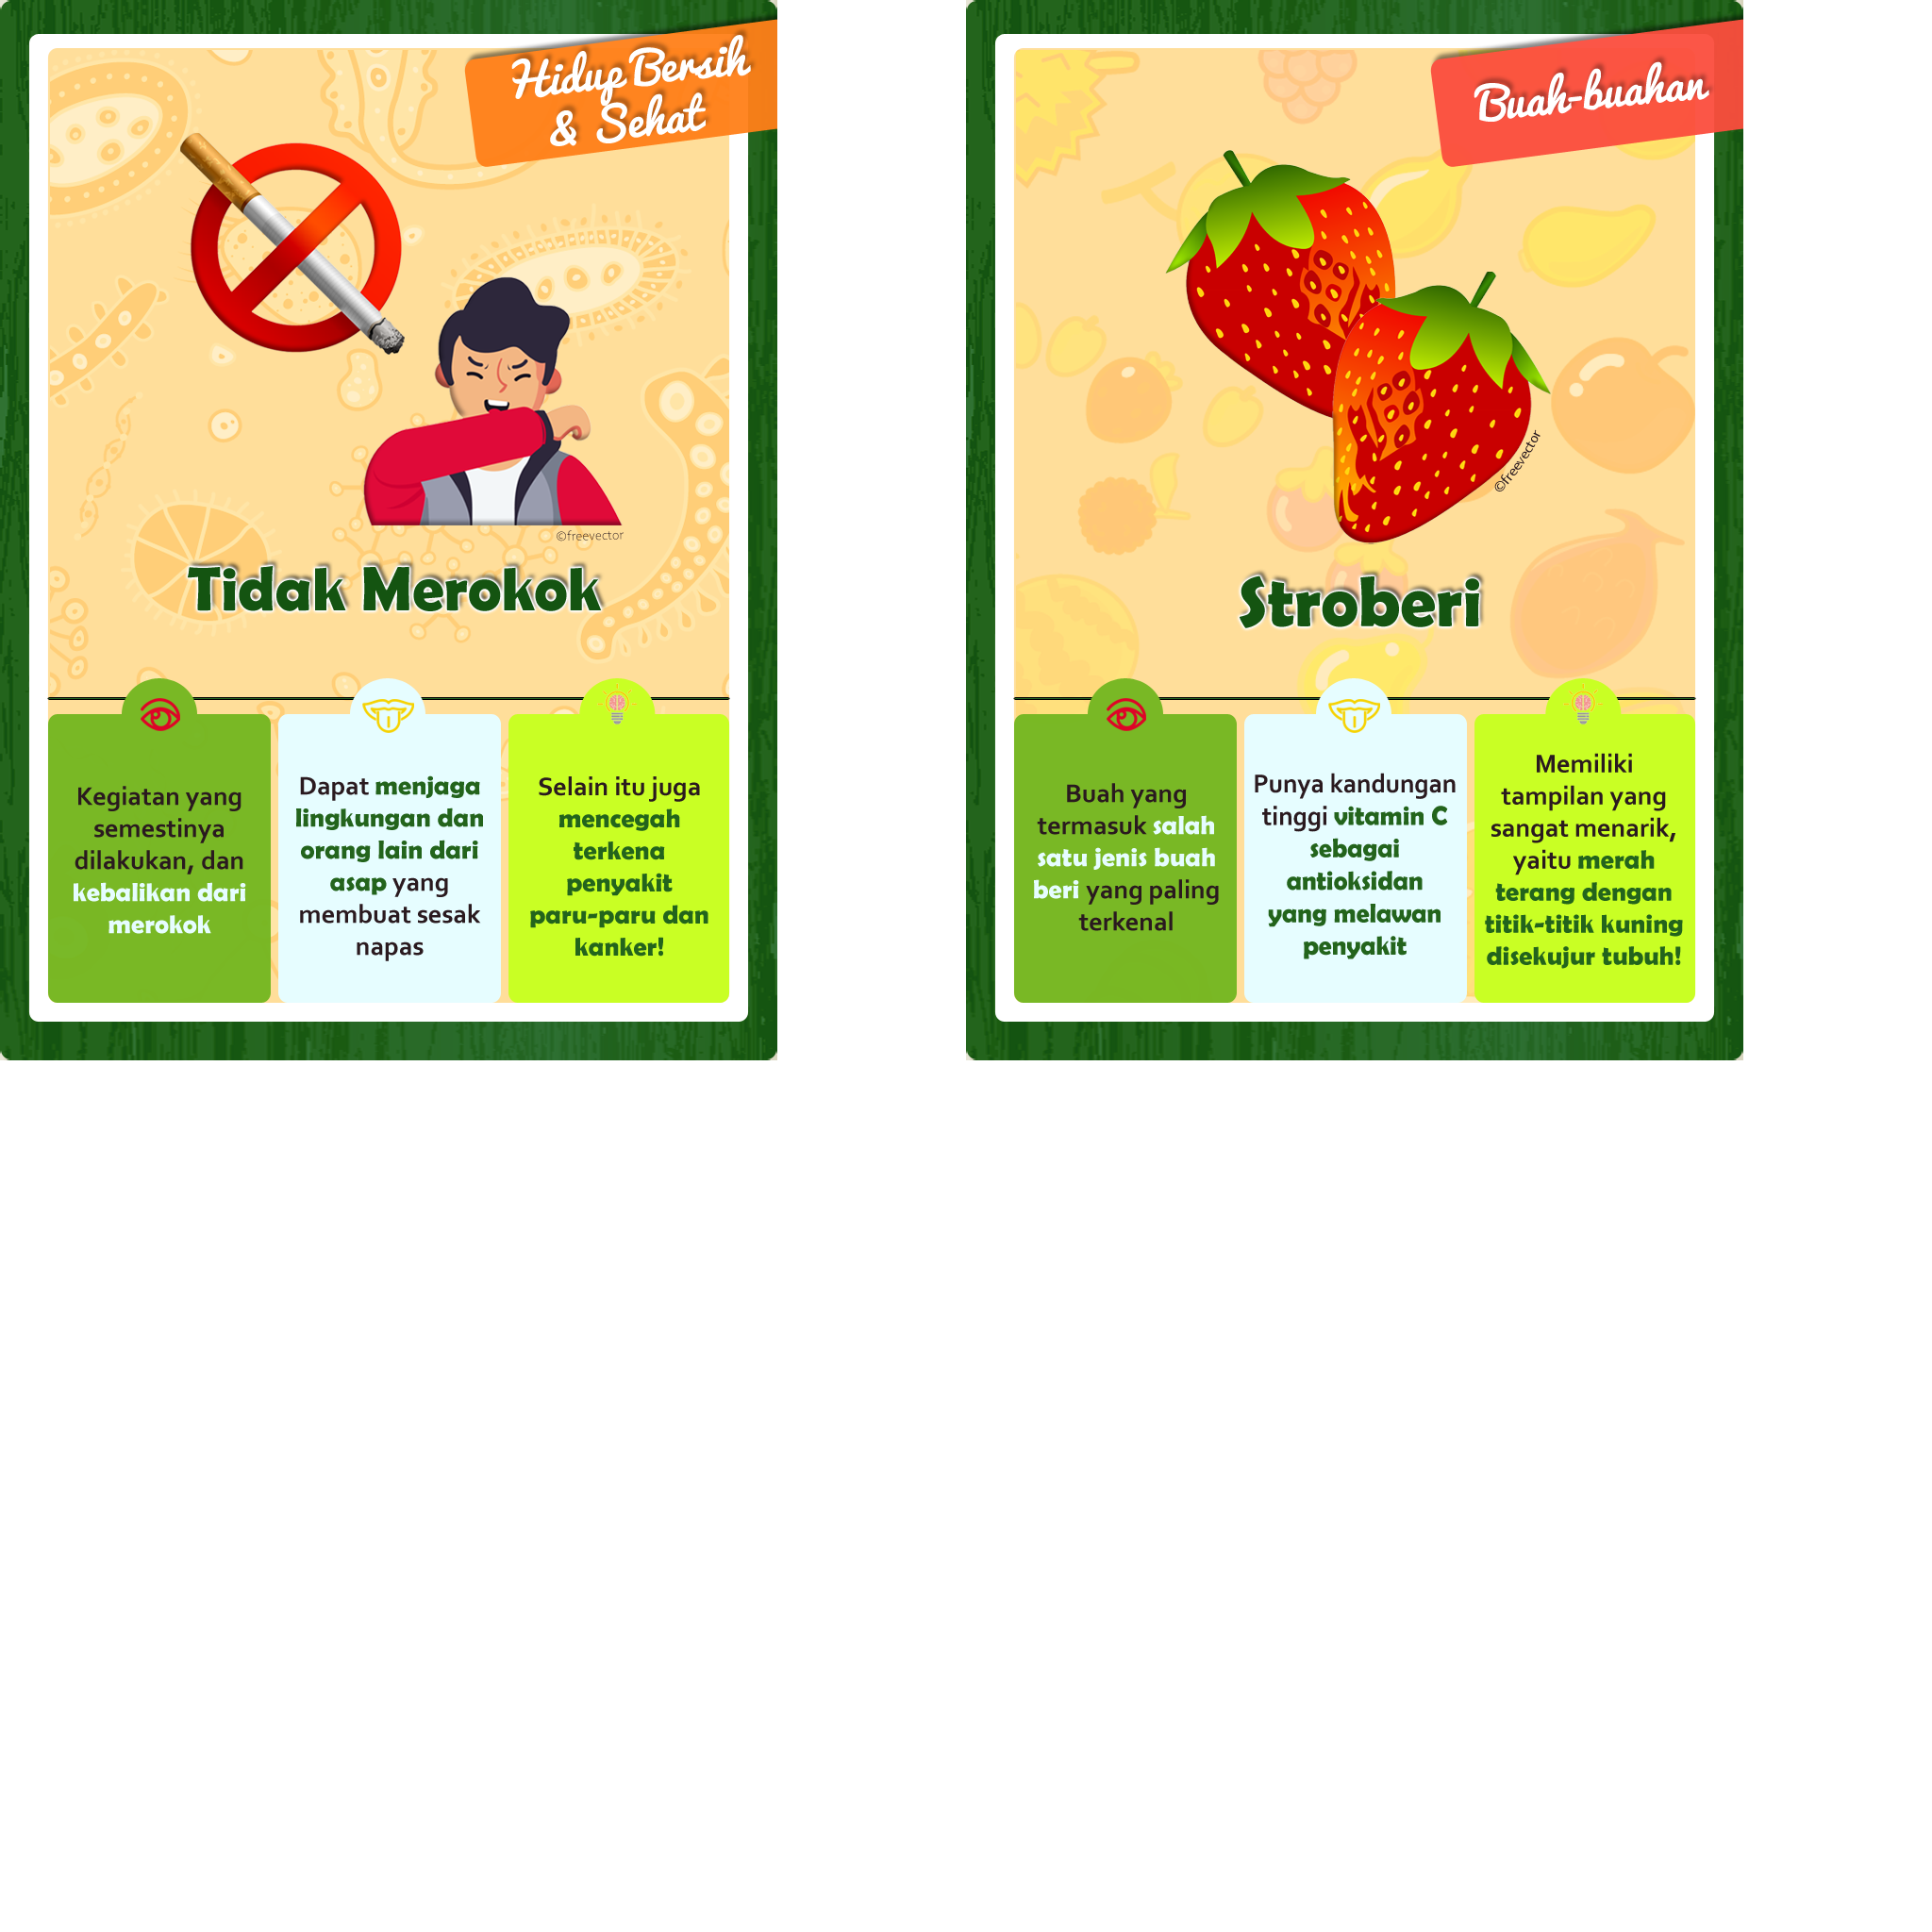 Hidup Bersih
& Sehat
©freevector
Tidak Merokok
Kegiatan yang
semestinya
dilakukan, dan
kebalikan dari
merokok
Dapat menjaga
lingkungan dan
orang lain dari
asap yang
membuat sesak
napas
Selain itu juga
mencegah
terkena
penyakit
paru-paru dan
kanker!
Buah-buahan
©freevector
Stroberi
Buah yang
termasuk salah
satu jenis buah
beri yang paling
terkenal
Punya kandungan
tinggi vitamin C
sebagai
antioksidan
yang melawan
penyakit
Memiliki
tampilan yang
sangat menarik,
yaitu merah
terang dengan
titik-titik kuning
disekujur tubuh!